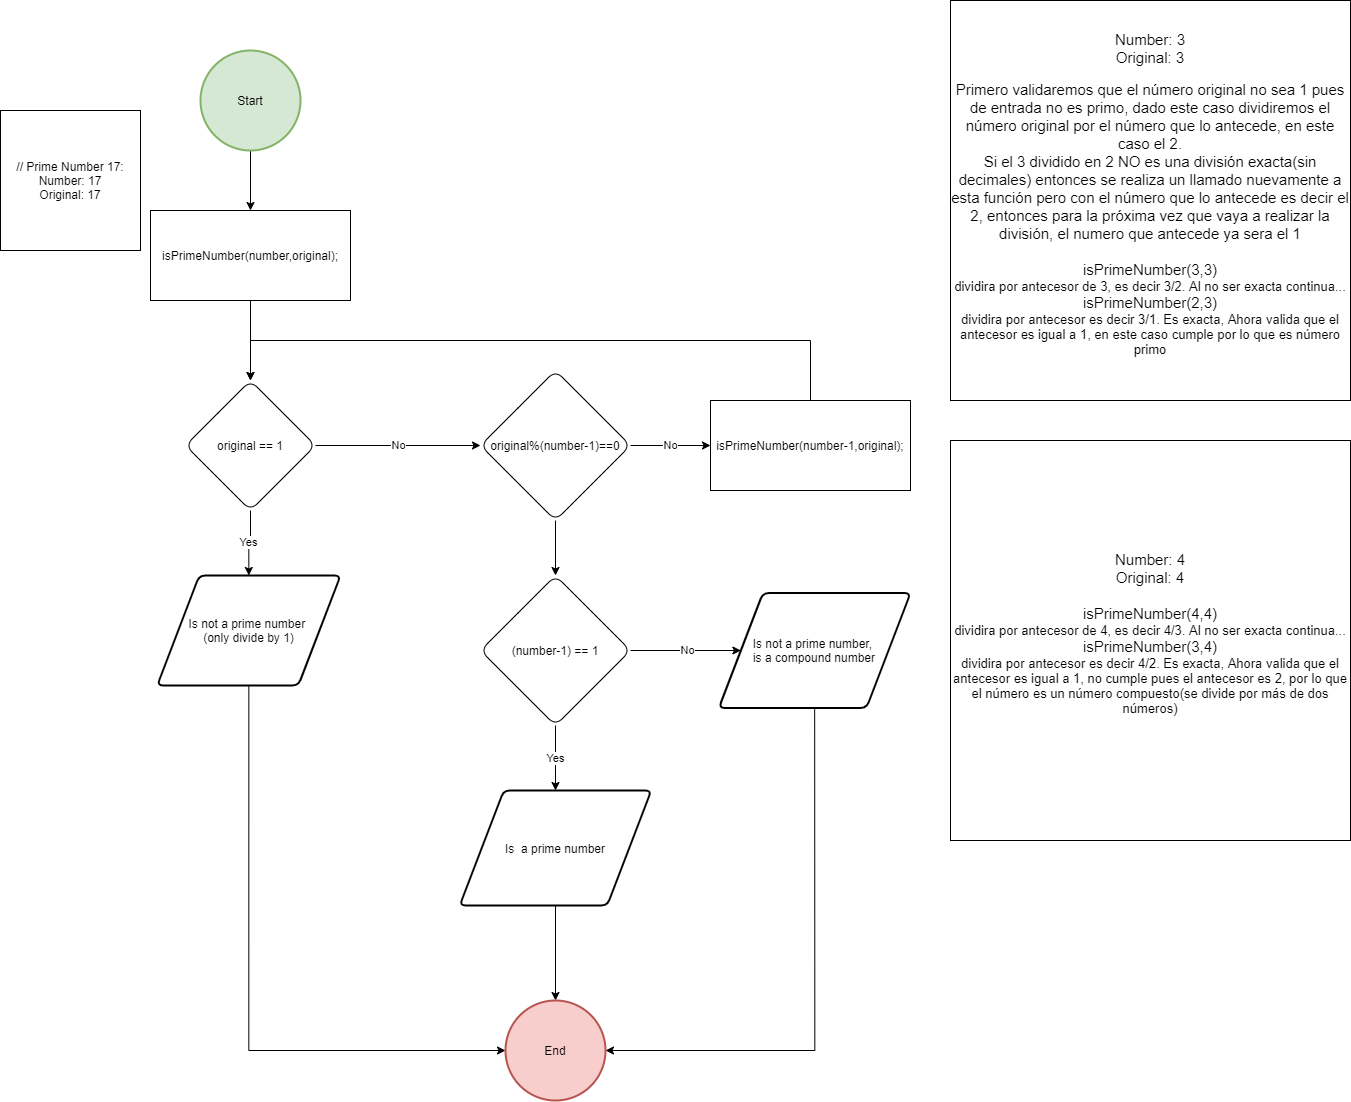 Start
// Prime Number 17:
Number: 17
Original: 17
isPrimeNumber(number,original);
original == 1
No
original%(number-1)==0
No
isPrimeNumber(number-1,original);
Yes
Is not a prime number
(only divide by 1)
(number-1) == 1
No
Is not a prime number,
is a compound number
Yes
Is  a prime number
End
Number: 3
Original: 3
Primero validaremos que el número original no sea 1 pues
de entrada no es primo, dado este caso dividiremos el
número original por el número que lo antecede, en este
caso el 2.
Si el 3 dividido en 2 NO es una división exacta(sin
decimales) entonces se realiza un llamado nuevamente a
esta función pero con el número que lo antecede es decir el
2, entonces para la próxima vez que vaya a realizar la
división, el numero que antecede ya sera el 1
isPrimeNumber(3,3)
dividira por antecesor de 3, es decir 3/2. Al no ser exacta continua...
isPrimeNumber(2,3)
dividira por antecesor es decir 3/1. Es exacta, Ahora valida que el
antecesor es igual a 1, en este caso cumple por lo que es número
primo
Number: 4
Original: 4
isPrimeNumber(4,4)
dividira por antecesor de 4, es decir 4/3. Al no ser exacta continua...
isPrimeNumber(3,4)
dividira por antecesor es decir 4/2. Es exacta, Ahora valida que el
antecesor es igual a 1, no cumple pues el antecesor es 2, por lo que
el número es un número compuesto(se divide por más de dos
números)